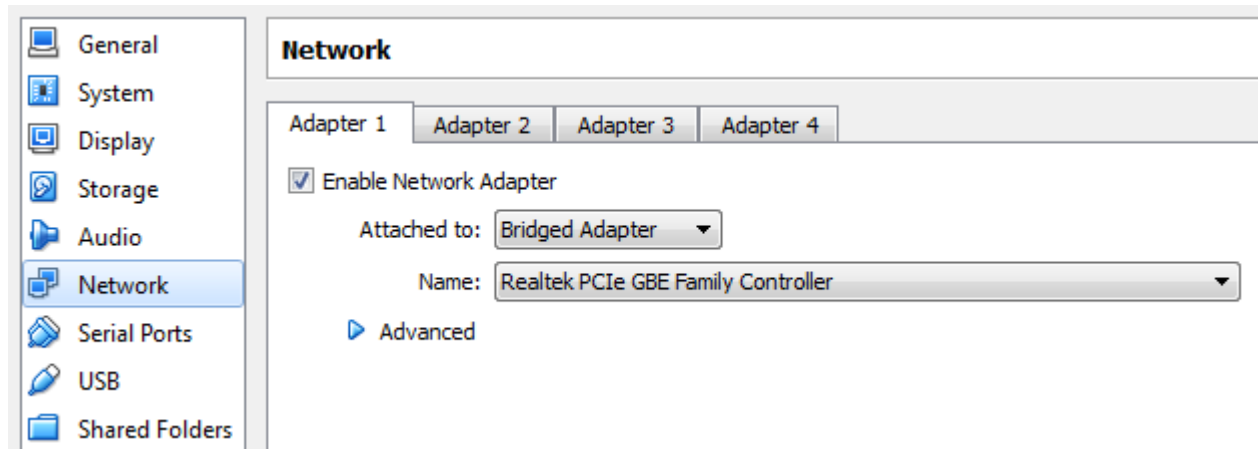 General
System
Display
Storage
Audio
Network
Serial Ports
USB
Shared Folders
Network
Adapter 1 Adapter 2 Adapter 3 Adapter 4
Enable Network Adapter
Attached to: Bridged Adapter
Name: Realtek PCIe GBE Family Controller
Advanced